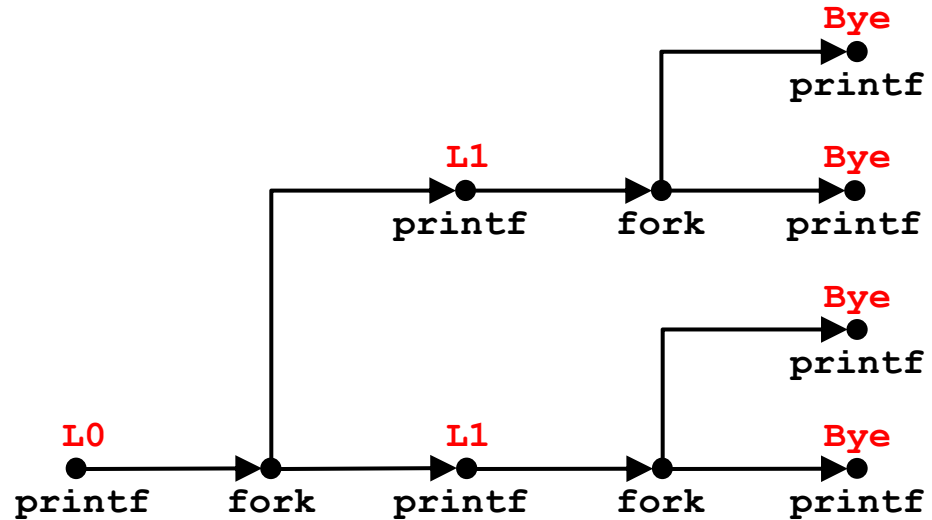 Bye
printf
L1 Bye
printf fork printf
Bye
printf
L0 L1 Bye
printf fork printf fork printf